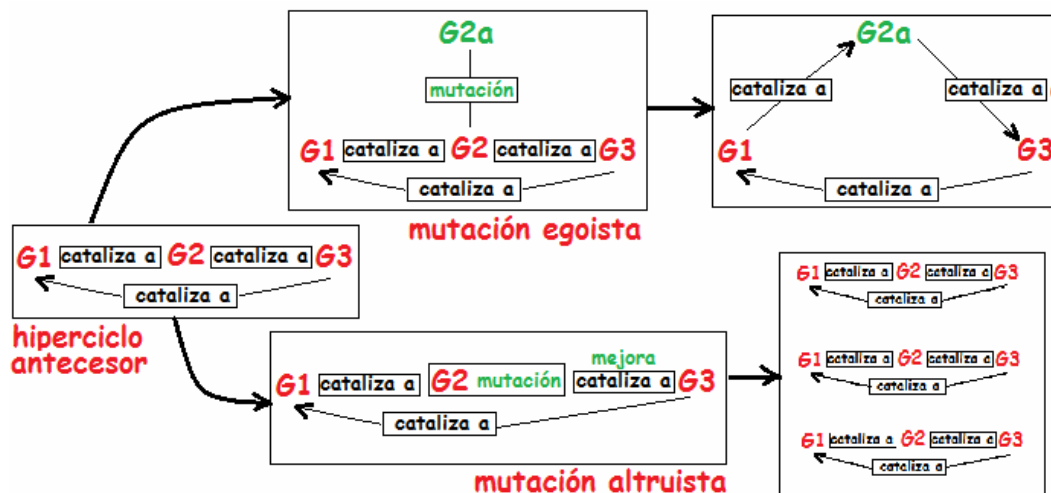 G2a
mutación
G1 cataliza a G2 cataliza a G3
cataliza a
mutación egoista
G2a
cataliza a cataliza a
G1 G3
cataliza a
G1 cataliza a G2 cataliza a G3
cataliza a
hiperciclo
antecesor
mejora
G1 cataliza a G2 mutación cataliza a G3
cataliza a
mutación altruista
G1 cataliza a G2 cataliza a G3
cataliza a
G1 cataliza a G2 cataliza a G3
cataliza a
G1 cataliza a G2 cataliza a G3
cataliza a